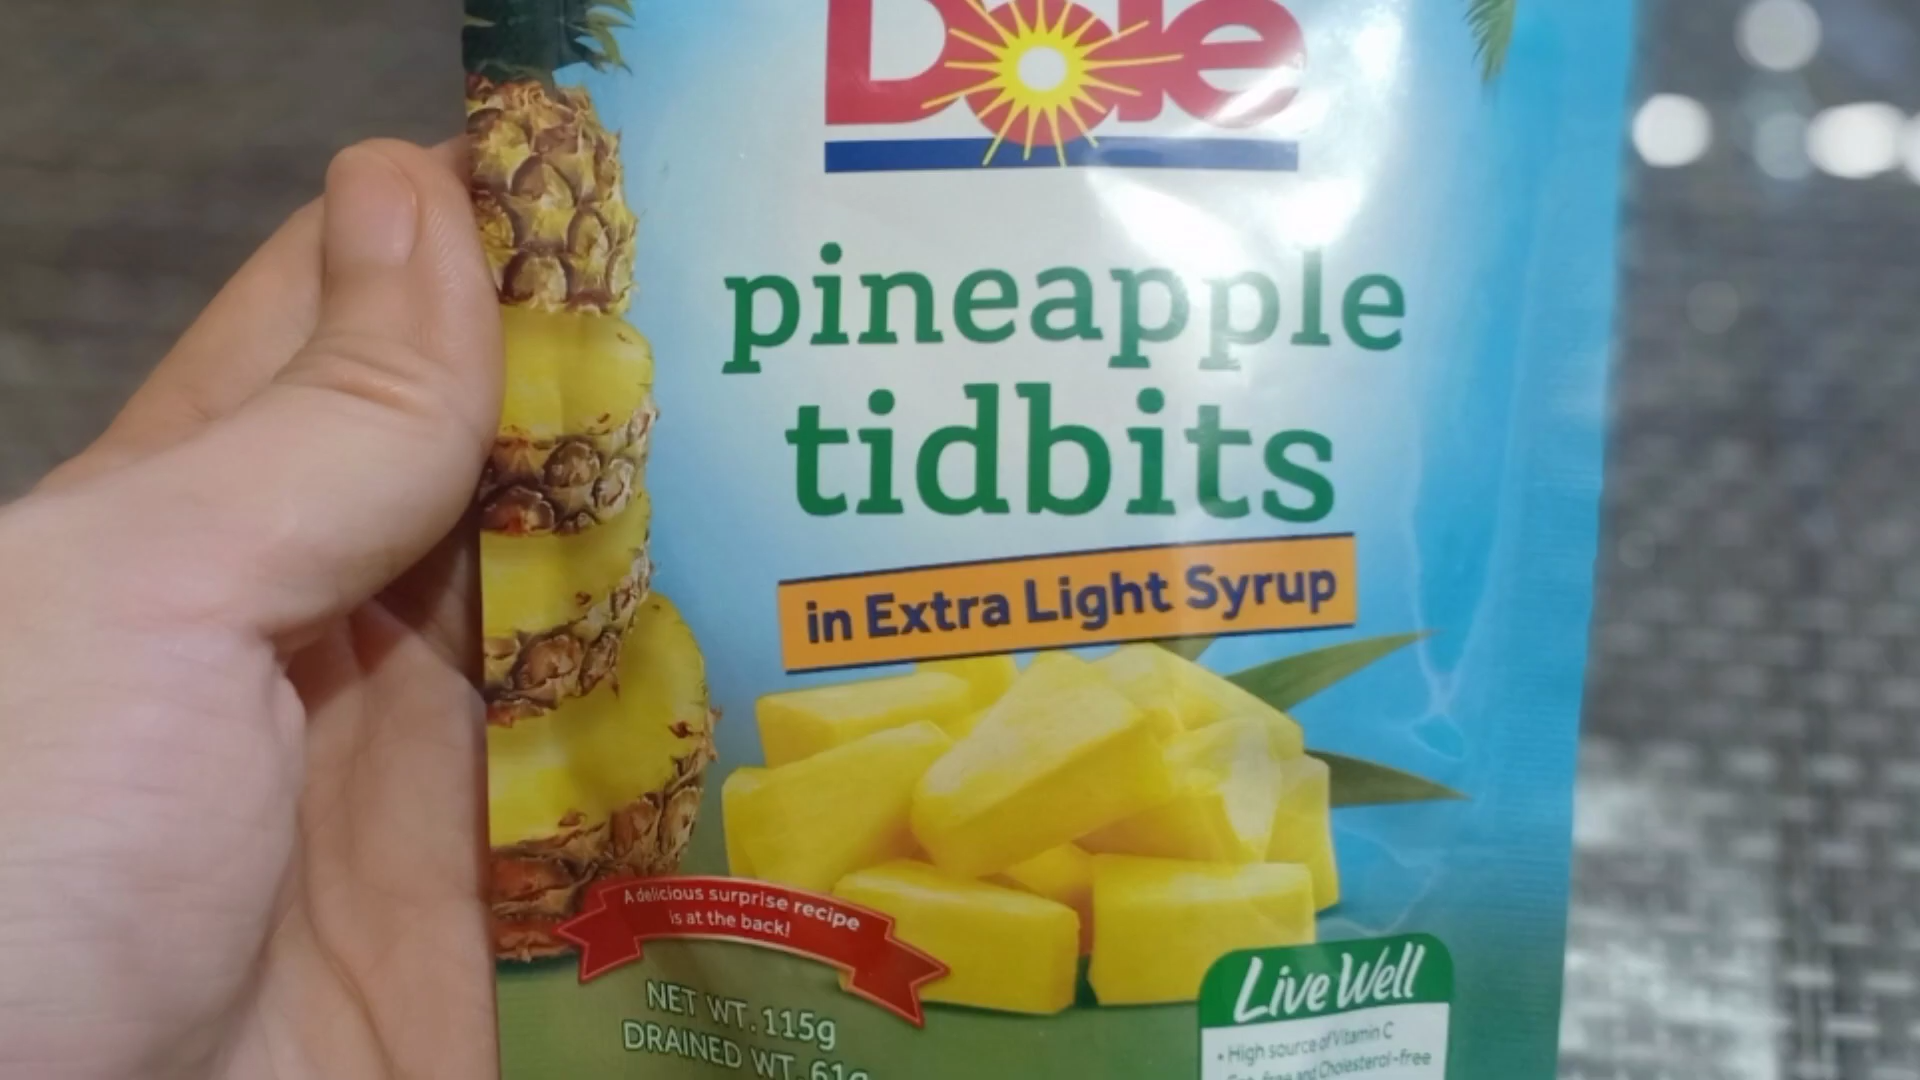 Dole
pineapple
tidbits
in Extra Light Syrup
A delicious surprise recipe
is at the back!
NET WT. 115g
DRAINED WT. 61g
Live Well
• High source of Vitamin C
Fat-free and Cholesterol-free